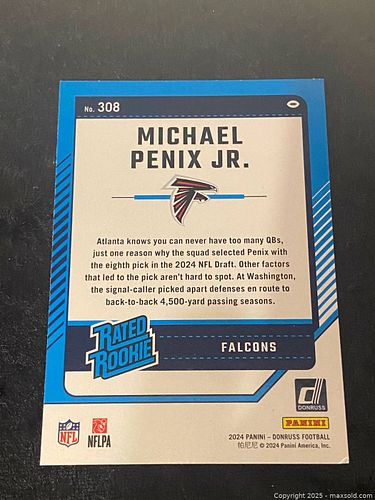 No. 308
MICHAEL
PENIX JR.
Atlanta knows you can never have too many QBs,
just one reason why the squad selected Penix with
the eighth pick in the 2024 NFL Draft. Other factors
that led to the pick aren't hard to spot. At Washington,
the signal-caller picked apart defenses en route to
back-to-back 4,500-yard passing seasons.
RATED
ROOKIE
FALCONS
DONRUSS
NFL
NFLPA
PANINI
2024 PANINI – DONRUSS FOOTBALL
帕尼尼 © 2024 Panini America, Inc.
Copyright 2025 - maxsold.com